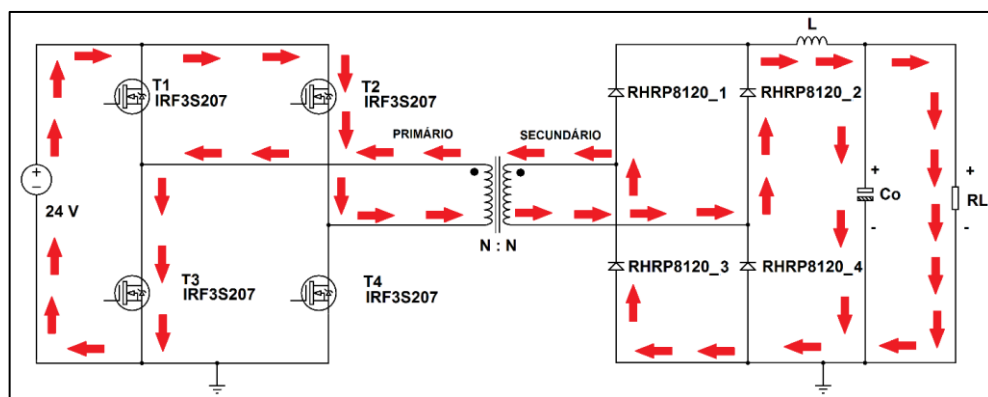 L
T1
IRF3S207
T2
IRF3S207
RHRP8120_1
RHRP8120_2
PRIMÁRIO
SECUNDÁRIO
+
−
24 V
+
Co
-
+
RL
-
N : N
T3
IRF3S207
T4
IRF3S207
RHRP8120_3
RHRP8120_4